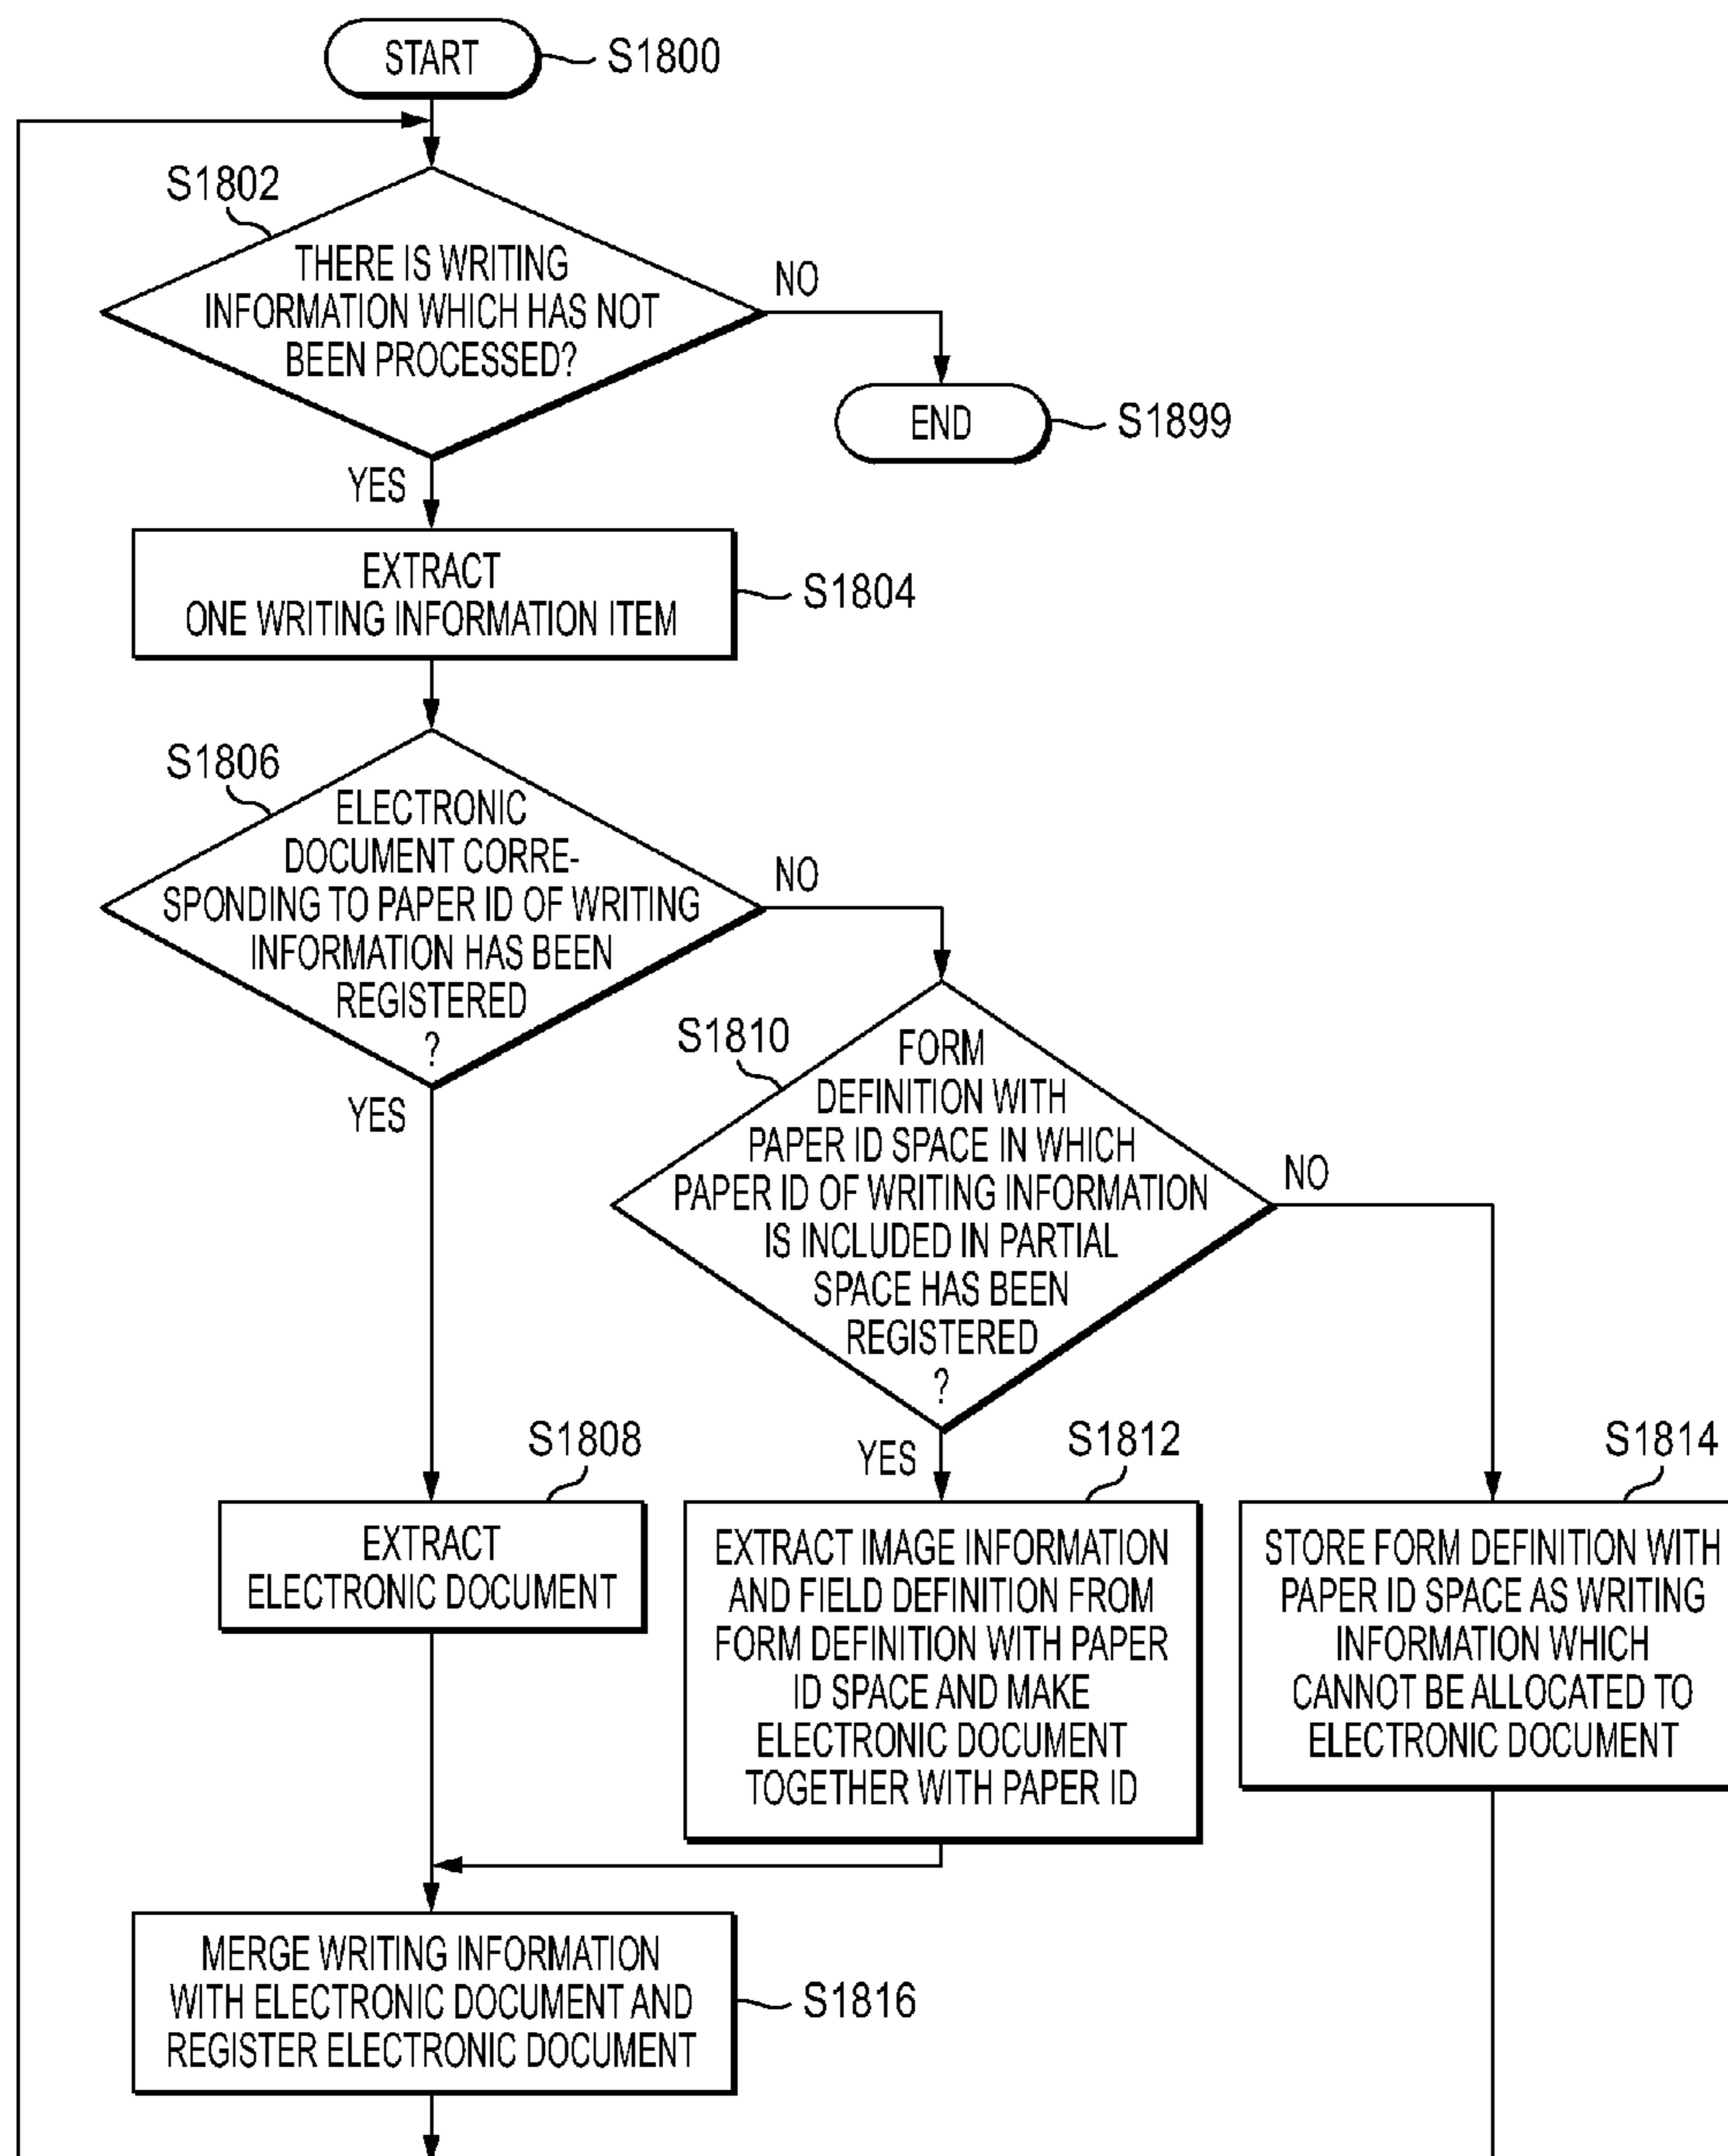 START
S1800
S1802
THERE IS WRITING
INFORMATION WHICH HAS NOT
BEEN PROCESSED?
NO
END
S1899
YES
EXTRACT
ONE WRITING INFORMATION ITEM
S1804
S1806
ELECTRONIC
DOCUMENT CORRE-
SPONDING TO PAPER ID OF WRITING
INFORMATION HAS BEEN
REGISTERED
?
NO
YES
S1810
FORM
DEFINITION WITH
PAPER ID SPACE IN WHICH
PAPER ID OF WRITING INFORMATION
IS INCLUDED IN PARTIAL
SPACE HAS BEEN
REGISTERED
?
NO
YES
S1808
EXTRACT
ELECTRONIC DOCUMENT
S1812
EXTRACT IMAGE INFORMATION
AND FIELD DEFINITION FROM
FORM DEFINITION WITH PAPER
ID SPACE AND MAKE
ELECTRONIC DOCUMENT
TOGETHER WITH PAPER ID
S1814
STORE FORM DEFINITION WITH
PAPER ID SPACE AS WRITING
INFORMATION WHICH
CANNOT BE ALLOCATED TO
ELECTRONIC DOCUMENT
MERGE WRITING INFORMATION
WITH ELECTRONIC DOCUMENT AND
REGISTER ELECTRONIC DOCUMENT
S1816